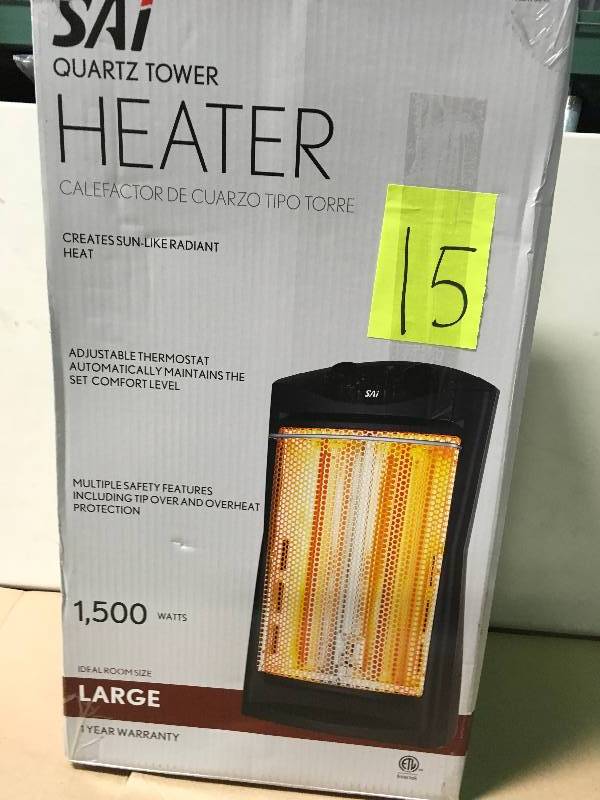 SAi
QUARTZ TOWER
HEATER
CALEFACTOR DE CUARZO TIPO TORRE
CREATES SUN-LIKE RADIANT
HEAT
15
ADJUSTABLE THERMOSTAT
AUTOMATICALLY MAINTAINS THE
SET COMFORT LEVEL
SAi
MULTIPLE SAFETY FEATURES
INCLUDING TIP OVER AND OVERHEAT
PROTECTION
1,500 WATTS
IDEAL ROOM SIZE
LARGE
1 YEAR WARRANTY
ETL